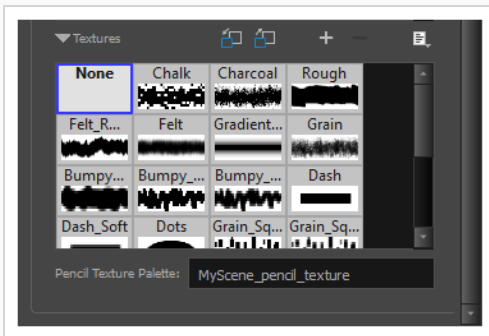 Textures
None Chalk Charcoal Rough
Felt_R... Felt Gradient... Grain
Bumpy... Bumpy_... Bumpy_... Dash
Dash_Soft Dots Grain_Sq... Grain_Sq...
Pencil Texture Palette: MyScene_pencil_texture